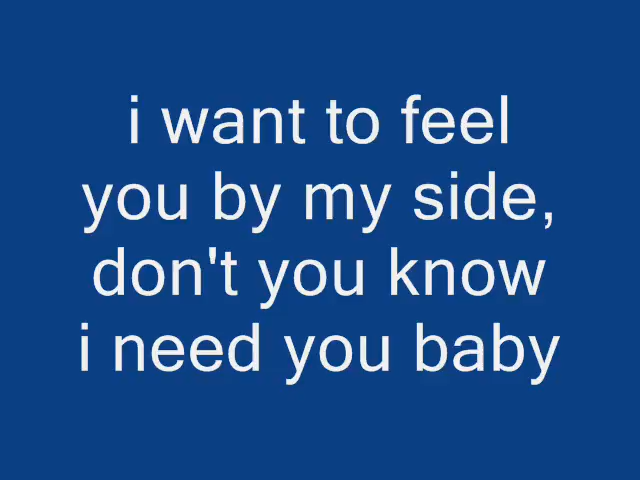 i want to feel
you by my side,
don't you know
i need you baby